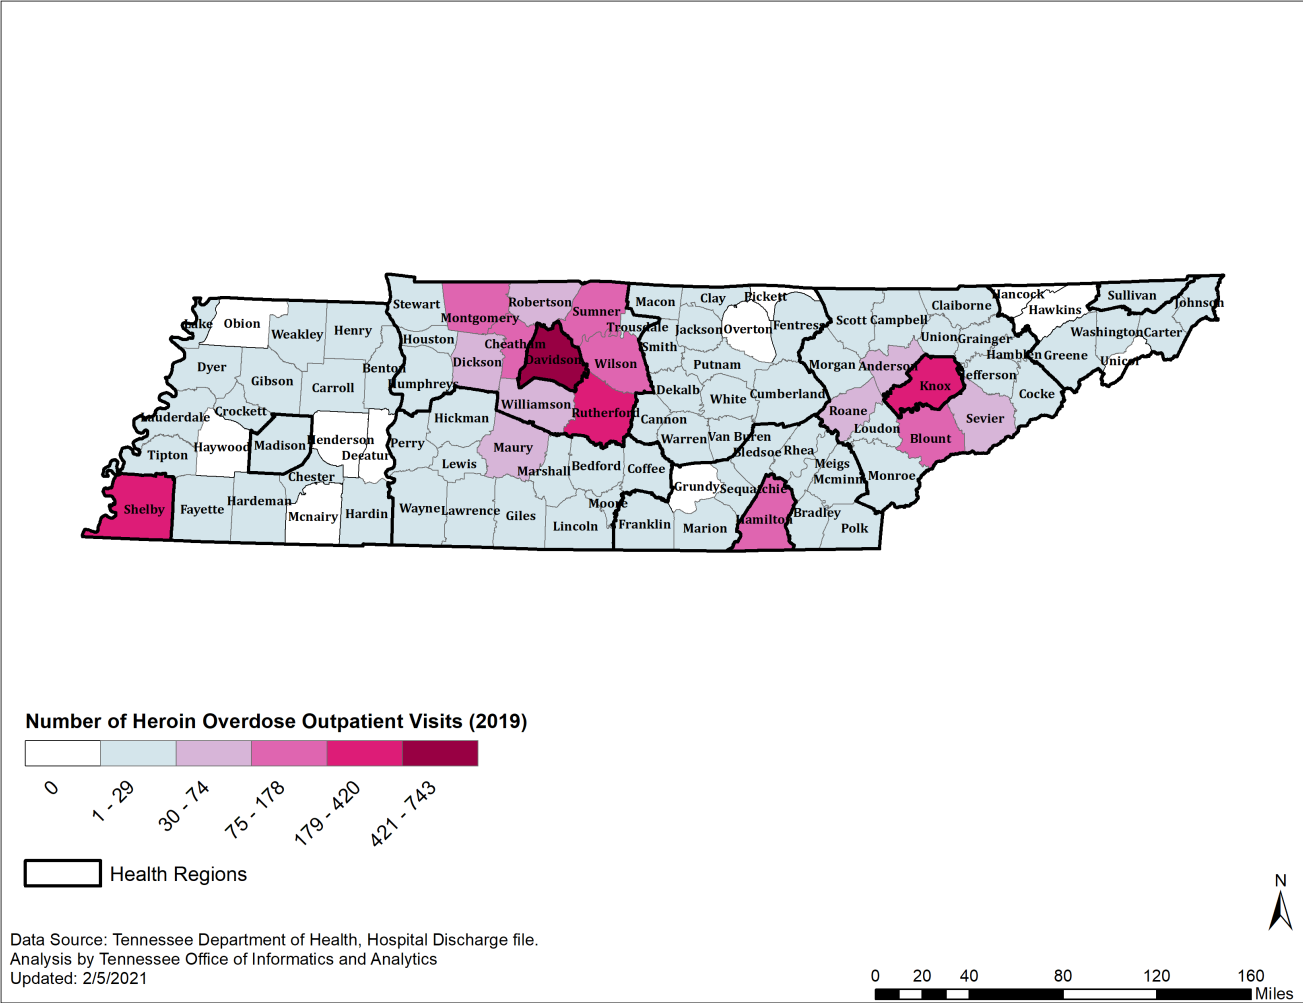 Stewart
Montgomery
Robertson
Sumner
Macon
Clay
Pickett
Hancock
Sullivan
Johnson
Lake
Obion
Weakley
Henry
Houston
Cheatham
Davidson
Wilson
Trousdale
Smith
Jackson
Overton
Fentress
Scott
Campbell
Claiborne
Union
Grainger
Hawkins
Washington
Carter
Hamblen
Greene
Unicoi
Dyer
Gibson
Carroll
Benton
Humphreys
Dickson
Putnam
Morgan
Anderson
Knox
Jefferson
Cocke
Lauderdale
Crockett
Hickman
Williamson
Rutherford
Cannon
Dekalb
White
Cumberland
Roane
Loudon
Blount
Sevier
Tipton
Haywood
Madison
Henderson
Decatur
Perry
Lewis
Maury
Marshall
Bedford
Coffee
Warren
Van Buren
Bledsoe
Rhea
Meigs
Mcminn
Monroe
Chester
Shelby
Fayette
Hardeman
Mcnairy
Hardin
Wayne
Lawrence
Giles
Moore
Lincoln
Franklin
Grundy
Sequatchie
Marion
Hamilton
Bradley
Polk
Number of Heroin Overdose Outpatient Visits (2019)
0
1 - 29
30 - 74
75 - 178
179 - 420
421 - 743
Health Regions
N
Data Source: Tennessee Department of Health, Hospital Discharge file.
Analysis by Tennessee Office of Informatics and Analytics
Updated: 2/5/2021
0 20 40 80 120 160
Miles